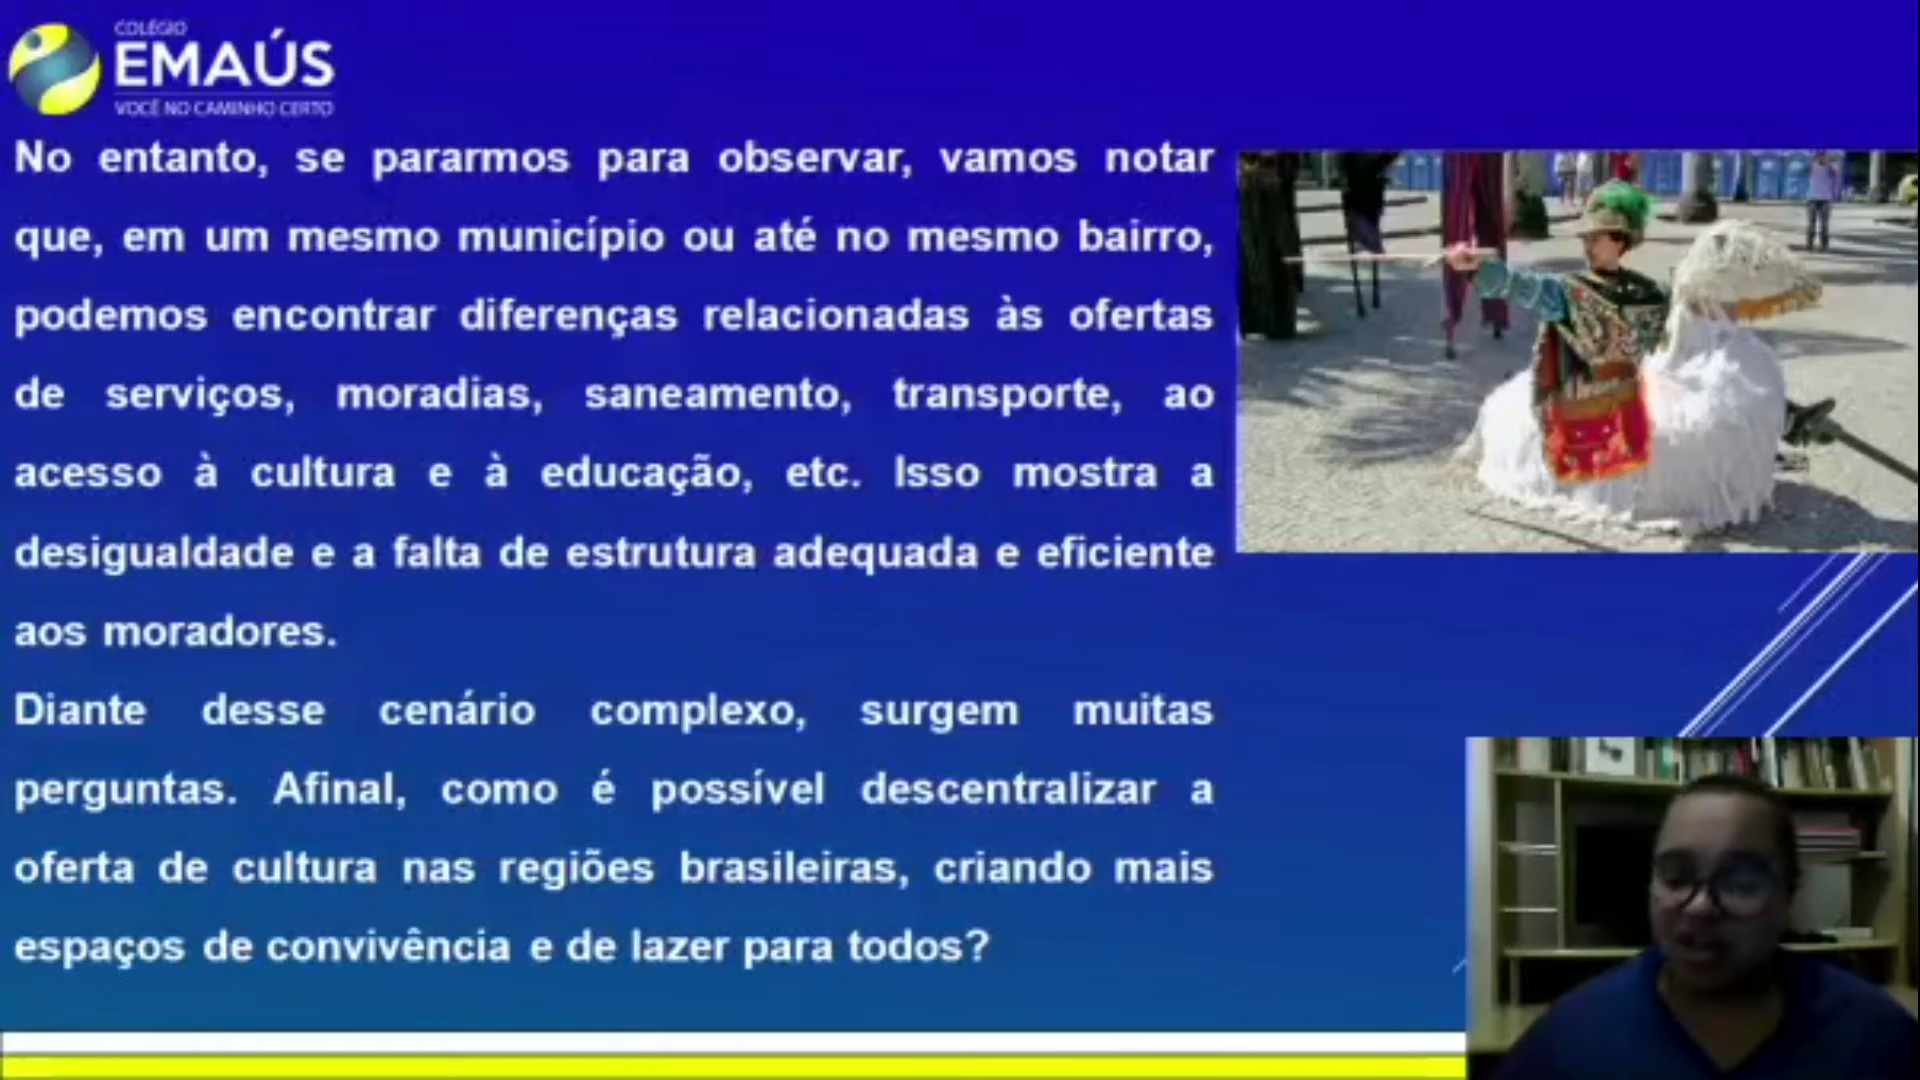 COLÉGIO
EMAÚS
VOCÊ NO CAMINHO CERTO
No entanto, se pararmos para observar, vamos notar
que, em um mesmo município ou até no mesmo bairro,
podemos encontrar diferenças relacionadas às ofertas
de serviços, moradias, saneamento, transporte, ao
acesso à cultura e à educação, etc. Isso mostra a
desigualdade e a falta de estrutura adequada e eficiente
aos moradores.
Diante desse cenário complexo, surgem muitas
perguntas. Afinal, como é possível descentralizar a
oferta de cultura nas regiões brasileiras, criando mais
espaços de convivência e de lazer para todos?